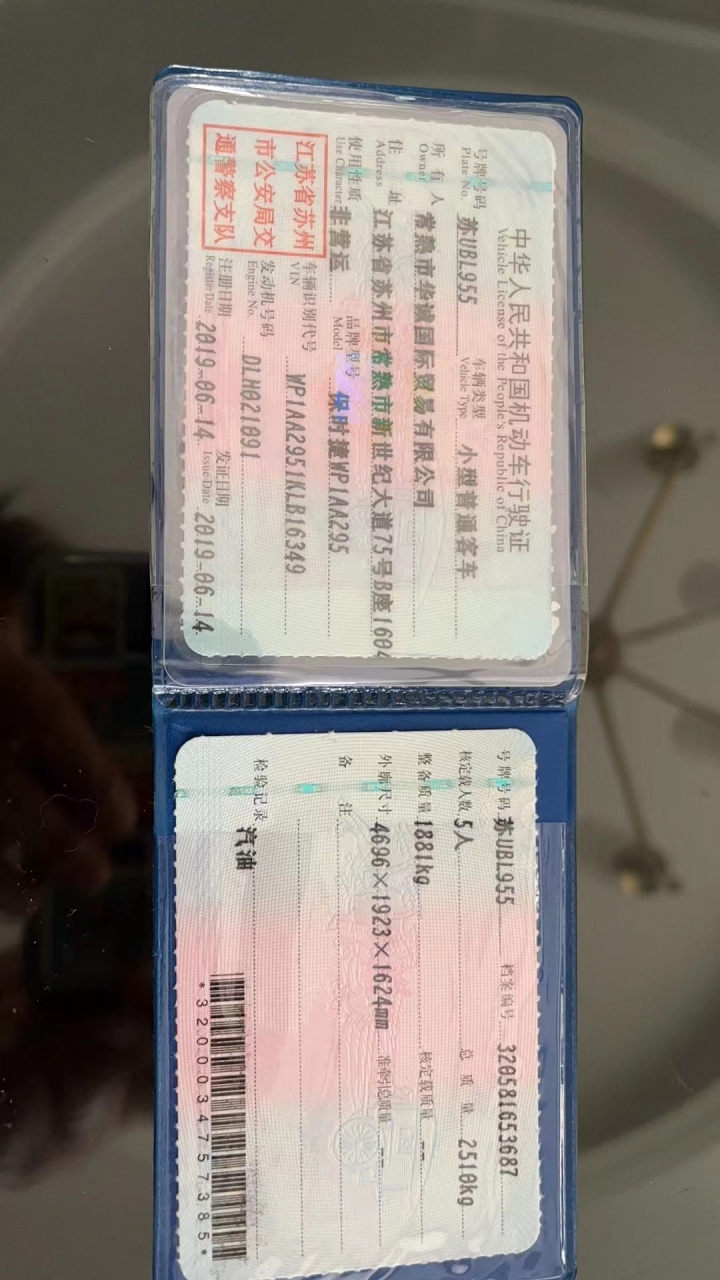 中华人民共和国机动车行驶证
Vehicle License of the People's Republic of China
号牌号码 苏UBL955 车辆类型 小型普通客车
Plate No. Vehicle Type
所有人 常熟市华诚国际贸易有限公司
Owner
住址 江苏省苏州市常熟市新世纪大道75号B座1604
Address
使用性质 非营运 品牌型号 保时捷WP1AA295
Use Character Model
江苏省苏州
市公安局交
通警察支队
车辆识别代号 WP1AA2951KLB16349
VIN
发动机号码 DLH021091
Engine No.
注册日期 2019-06-14 发证日期 2019-06-14
Register Date Issue Date
号牌号码 苏UBL955 档案编号 320581653687
核定载人数 5人 总质量 2510kg
整备质量 1881kg 核定载质量 --
外廓尺寸 4696×1923×1624mm 准牵引总质量 --
备注
检验记录 汽油
*3200034757385*